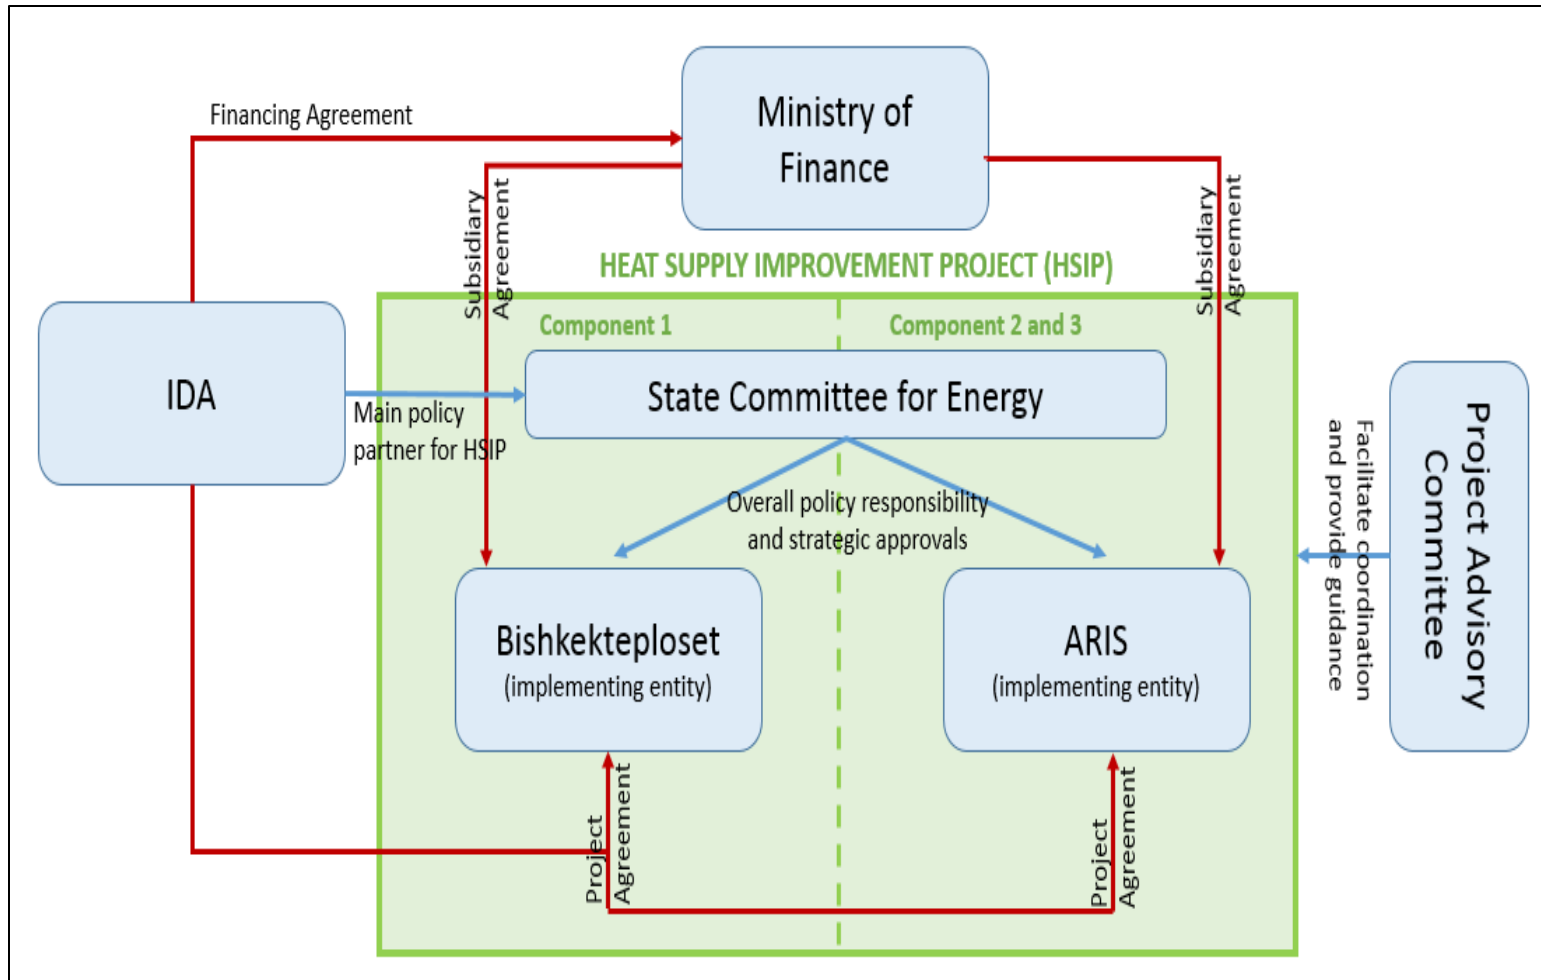 Ministry of
Finance
Financing Agreement
Subsidiary
Agreement
Subsidiary
Agreement
HEAT SUPPLY IMPROVEMENT PROJECT (HSIP)
Component 1
Component 2 and 3
IDA
State Committee for Energy
Main policy
partner for HSIP
Project Advisory
Committee
Facilitate coordination
and provide guidance
Overall policy responsibility
and strategic approvals
Bishkekteploset
(implementing entity)
ARIS
(implementing entity)
Project
Agreement
Project
Agreement